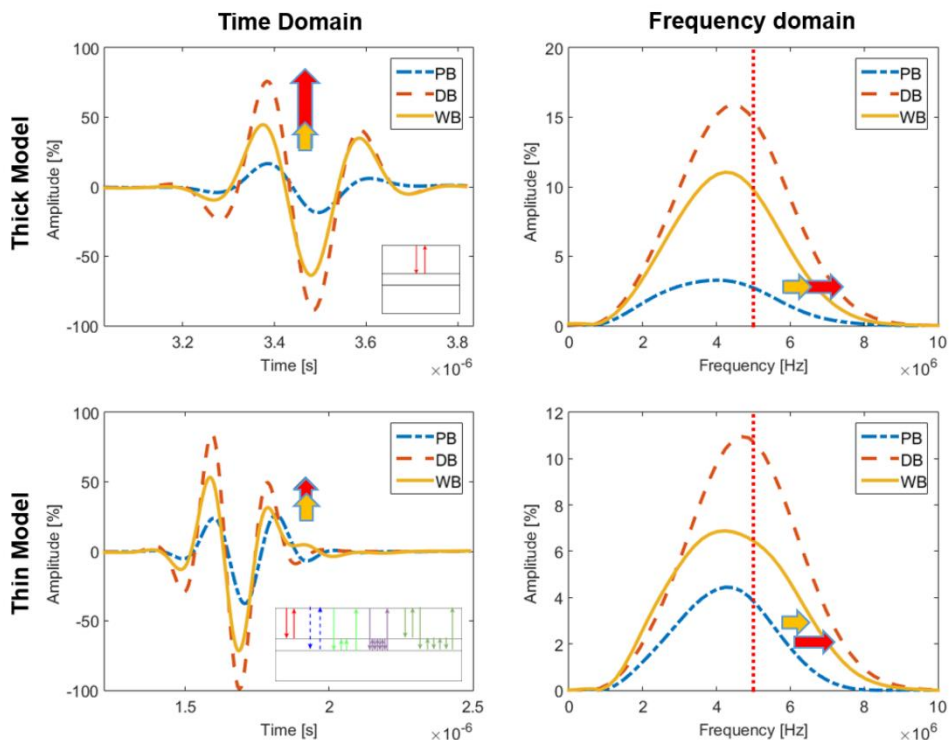 Time Domain
Frequency domain
Thick Model
100
50
0
-50
-100
Amplitude [%]
3.2
3.4
3.6
3.8
Time [s]
×10⁻⁶
PB
DB
WB
20
15
10
5
0
Amplitude [%]
0
2
4
6
8
10
Frequency [Hz]
×10⁶
PB
DB
WB
Thin Model
100
50
0
-50
-100
Amplitude [%]
1.5
2
2.5
Time [s]
×10⁻⁶
PB
DB
WB
12
10
8
6
4
2
0
Amplitude [%]
0
2
4
6
8
10
Frequency [Hz]
×10⁶
PB
DB
WB